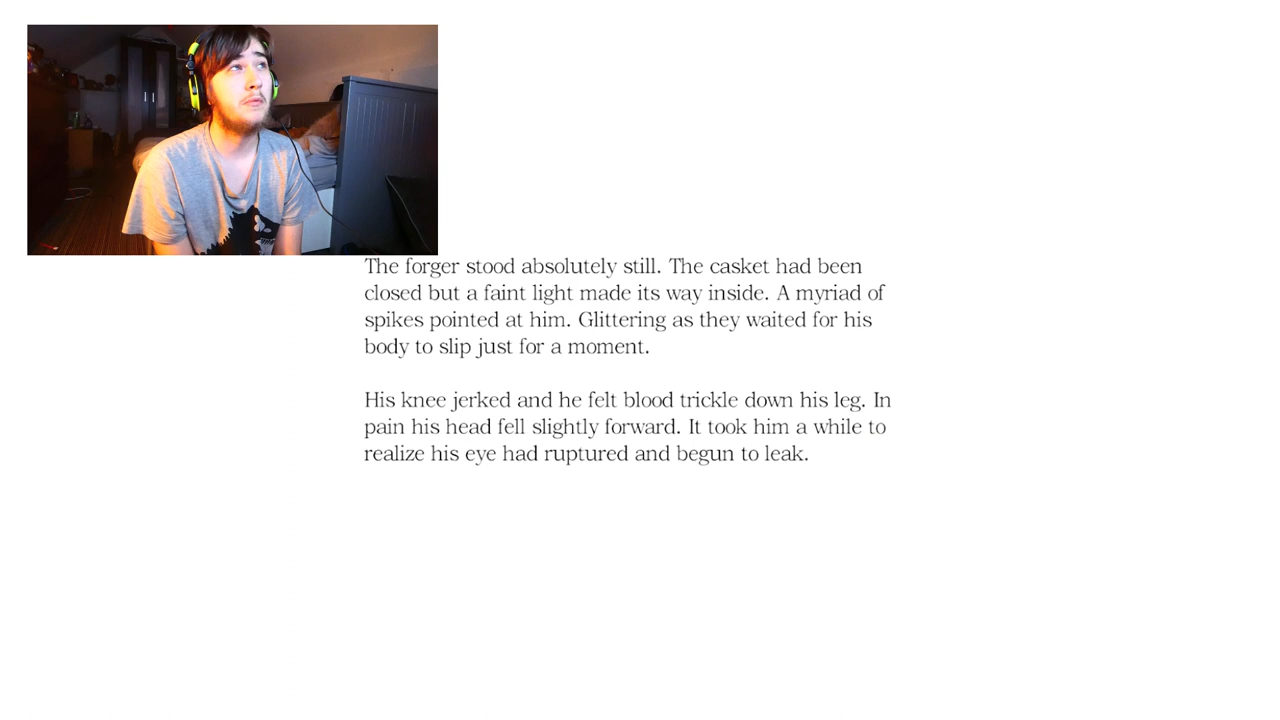 The forger stood absolutely still. The casket had been
closed but a faint light made its way inside. A myriad of
spikes pointed at him. Glittering as they waited for his
body to slip just for a moment.
His knee jerked and he felt blood trickle down his leg. In
pain his head fell slightly forward. It took him a while to
realize his eye had ruptured and begun to leak.